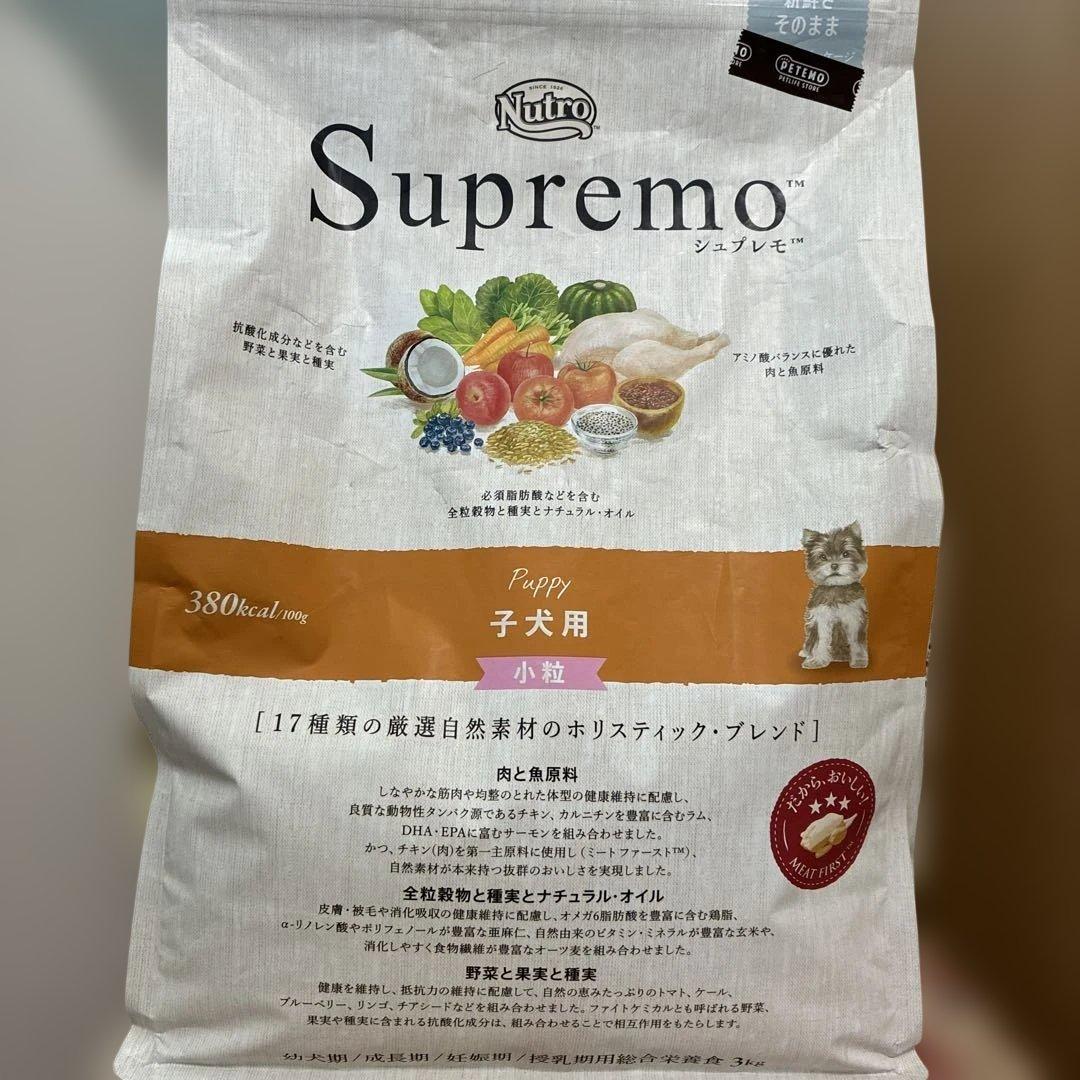 新鮮を
そのまま
PETEMO
PETLIFE STORE
SINCE 1926
Nutro™
Supremo™
シュプレモ™
抗酸化成分などを含む
野菜と果実と種実
アミノ酸バランスに優れた
肉と魚原料
必須脂肪酸などを含む
全粒穀物と種実とナチュラル・オイル
Puppy
380kcal/100g
子犬用
小粒
[17種類の厳選自然素材のホリスティック・ブレンド]
肉と魚原料
しなやかな筋肉や均整のとれた体型の健康維持に配慮し、
良質な動物性タンパク源であるチキン、カルニチンを豊富に含むラム、
DHA・EPAに富むサーモンを組み合わせました。
かつ、チキン(肉)を第一主原料に使用し(ミートファースト™)、
自然素材が本来持つ抜群のおいしさを実現しました。
だから、おいしい!
MEAT FIRST™
全粒穀物と種実とナチュラル・オイル
皮膚・被毛や消化吸収の健康維持に配慮し、オメガ6脂肪酸を豊富に含む鶏脂、
α-リノレン酸やポリフェノールが豊富な亜麻仁、自然由来のビタミン・ミネラルが豊富な玄米や、
消化しやすく食物繊維が豊富なオーツ麦を組み合わせました。
野菜と果実と種実
健康を維持し、抵抗力の維持に配慮して、自然の恵みたっぷりのトマト、ケール、
ブルーベリー、リンゴ、チアシードなどを組み合わせました。ファイトケミカルとも呼ばれる野菜、
果実や種実に含まれる抗酸化成分は、組み合わせることで相互作用をもたらします。
幼犬期/成長期/妊娠期/授乳期用総合栄養食 3kg